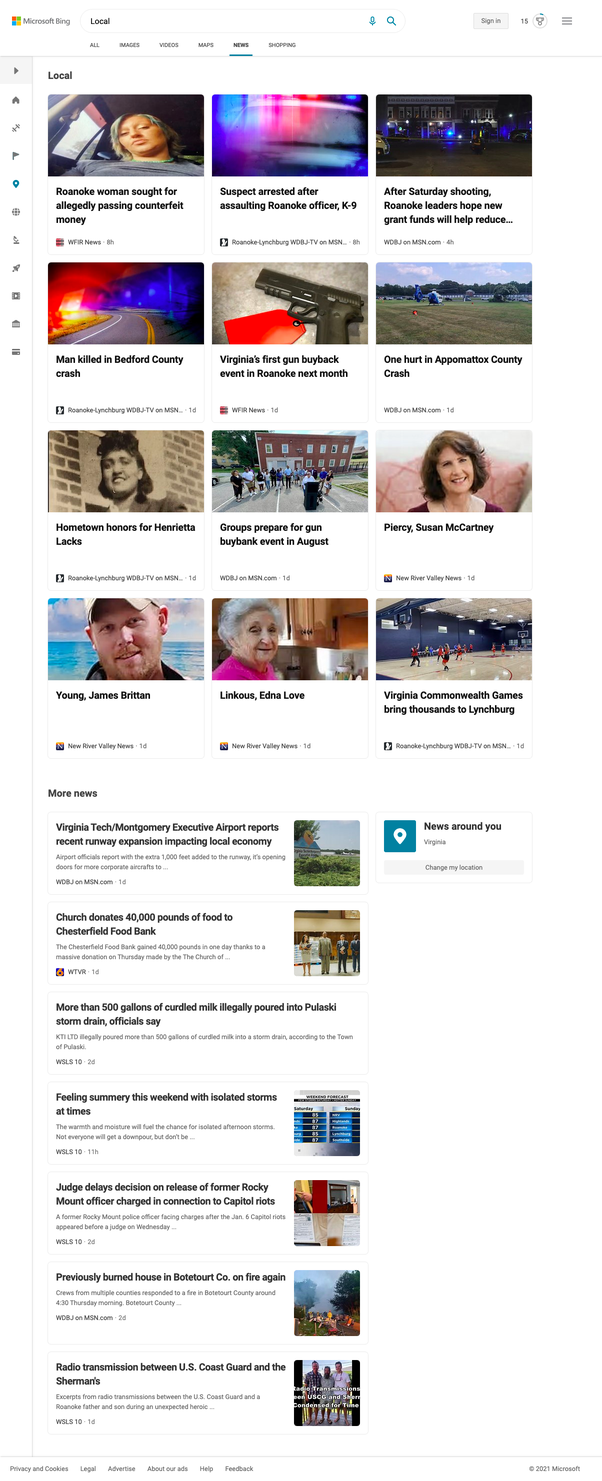 Microsoft Bing
Local
Sign in
15
ALL
IMAGES
VIDEOS
MAPS
NEWS
SHOPPING
Local
Roanoke woman sought for
allegedly passing counterfeit
money
WFIR News · 8h
Suspect arrested after
assaulting Roanoke officer, K-9
Roanoke-Lynchburg WDBJ-TV on MSN... · 8h
After Saturday shooting,
Roanoke leaders hope new
grant funds will help reduce...
WDBJ on MSN.com · 4h
Man killed in Bedford County
crash
Roanoke-Lynchburg WDBJ-TV on MSN... · 1d
Virginia's first gun buyback
event in Roanoke next month
WFIR News · 1d
One hurt in Appomattox County
Crash
WDBJ on MSN.com · 1d
Hometown honors for Henrietta
Lacks
Roanoke-Lynchburg WDBJ-TV on MSN... · 1d
Groups prepare for gun
buybank event in August
WDBJ on MSN.com · 1d
Piercy, Susan McCartney
New River Valley News · 1d
Young, James Brittan
New River Valley News · 1d
Linkous, Edna Love
New River Valley News · 1d
Virginia Commonwealth Games
bring thousands to Lynchburg
Roanoke-Lynchburg WDBJ-TV on MSN... · 1d
More news
Virginia Tech/Montgomery Executive Airport reports
recent runway expansion impacting local economy
Airport officials report with the extra 1,000 feet added to the runway, it's opening
doors for more corporate aircrafts to ...
WDBJ on MSN.com · 1d
News around you
Virginia
Change my location
Church donates 40,000 pounds of food to
Chesterfield Food Bank
The Chesterfield Food Bank gained 40,000 pounds in one day thanks to a
massive donation on Thursday made by the The Church of ...
WTVR · 1d
More than 500 gallons of curdled milk illegally poured into Pulaski
storm drain, officials say
KTI LTD illegally poured more than 500 gallons of curdled milk into a storm drain, according to the Town
of Pulaski.
WSLS 10 · 2d
Feeling summery this weekend with isolated storms
at times
The warmth and moisture will fuel the chance for isolated afternoon storms.
Not everyone will get a downpour, but don't be ...
WSLS 10 · 11h
WEEKEND FORECAST
Saturday
Sunday
85
NRV
87
Highlands
87
Roanoke
85
Lynchburg
87
Southside
Judge delays decision on release of former Rocky
Mount officer charged in connection to Capitol riots
A former Rocky Mount police officer facing charges after the Jan. 6 Capitol riots
appeared before a judge on Wednesday ...
WSLS 10 · 2d
Previously burned house in Botetourt Co. on fire again
Crews from multiple counties responded to a fire in Botetourt County around
4:30 Thursday morning. Botetourt County ...
WDBJ on MSN.com · 2d
Radio transmission between U.S. Coast Guard and the
Sherman's
Excerpts from radio transmissions between the U.S. Coast Guard and a
Roanoke father and son during an unexpected heroic ...
WSLS 10 · 1d
Radio Transmissions
een USCG and Sherr
Condensed for Time
Privacy and Cookies
Legal
Advertise
About our ads
Help
Feedback
© 2021 Microsoft